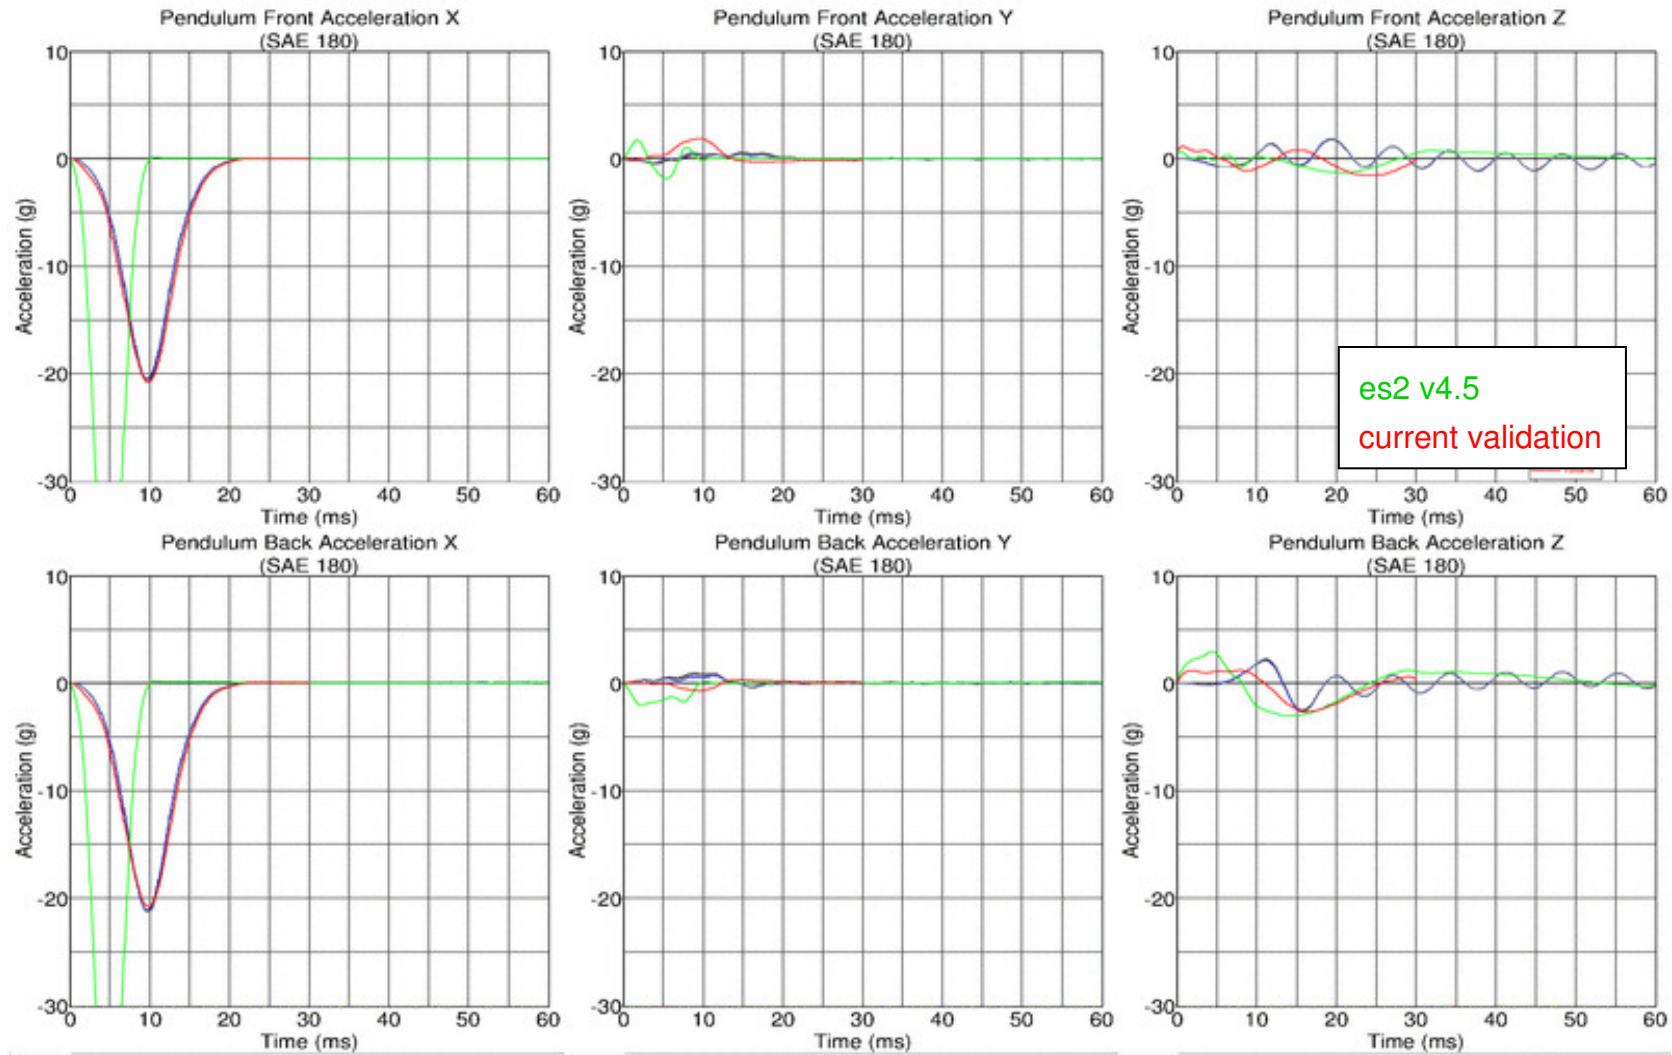 Pendulum Front Acceleration X
(SAE 180)
10
0
-10
-20
-30
Acceleration (g)
0 10 20 30 40 50 60
Time (ms)
Pendulum Front Acceleration Y
(SAE 180)
10
0
-10
-20
-30
Acceleration (g)
0 10 20 30 40 50 60
Time (ms)
Pendulum Front Acceleration Z
(SAE 180)
10
0
-10
-20
-30
Acceleration (g)
es2 v4.5
current validation
0 10 20 30 40 50 60
Time (ms)
Pendulum Back Acceleration X
(SAE 180)
10
0
-10
-20
-30
Acceleration (g)
0 10 20 30 40 50 60
Time (ms)
Pendulum Back Acceleration Y
(SAE 180)
10
0
-10
-20
-30
Acceleration (g)
0 10 20 30 40 50 60
Time (ms)
Pendulum Back Acceleration Z
(SAE 180)
10
0
-10
-20
-30
Acceleration (g)
0 10 20 30 40 50 60
Time (ms)